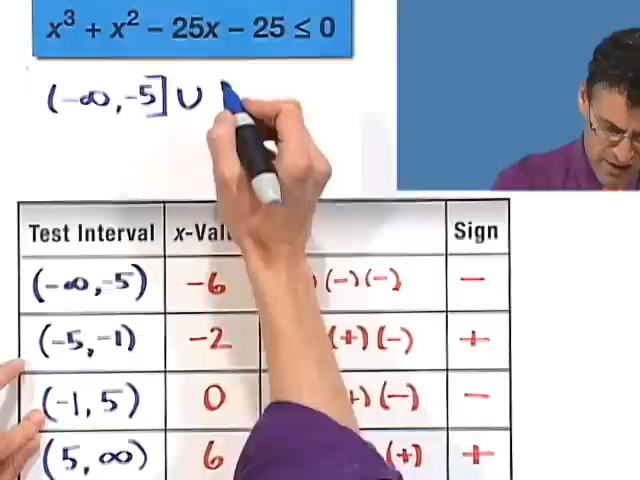 x³ + x² − 25x − 25 ≤ 0
(−∞, −5] ∪
Test Interval x-Val Sign
(−∞, −5) −6 )(−)(−) −
(−5, −1) −2 (+)(−) +
(−1, 5) 0 +)(−) −
(5, ∞) 6 (+) +